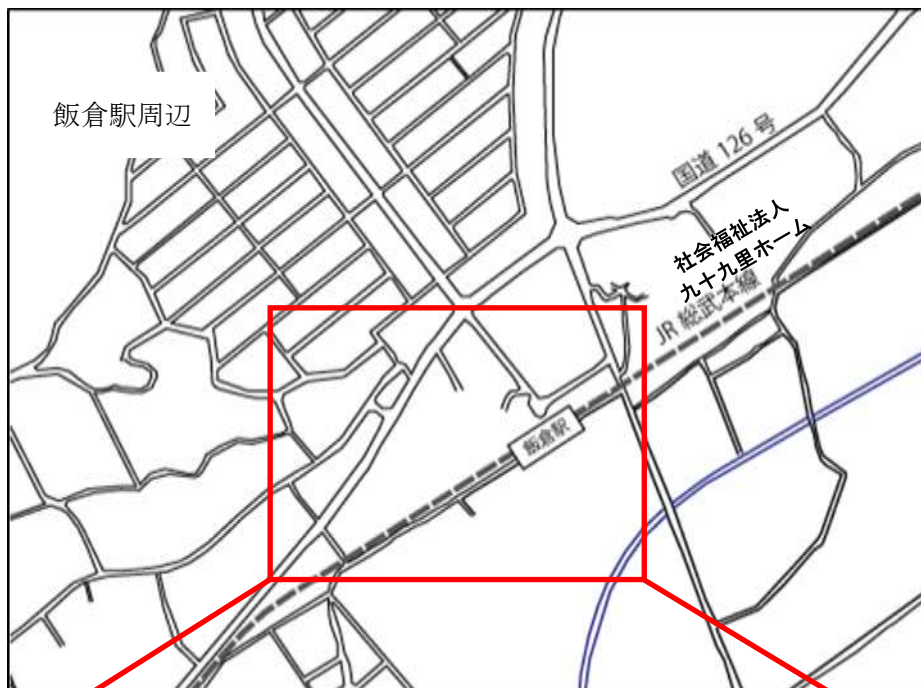 飯倉駅周辺
国道 126 号
社会福祉法人
九十九里ホーム
JR 総武本線
飯倉駅